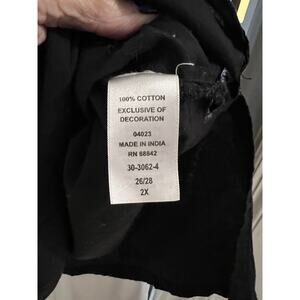 100% COTTON
EXCLUSIVE OF
DECORATION
04023
MADE IN INDIA
RN 88842
30-3062-4
26/28
2X